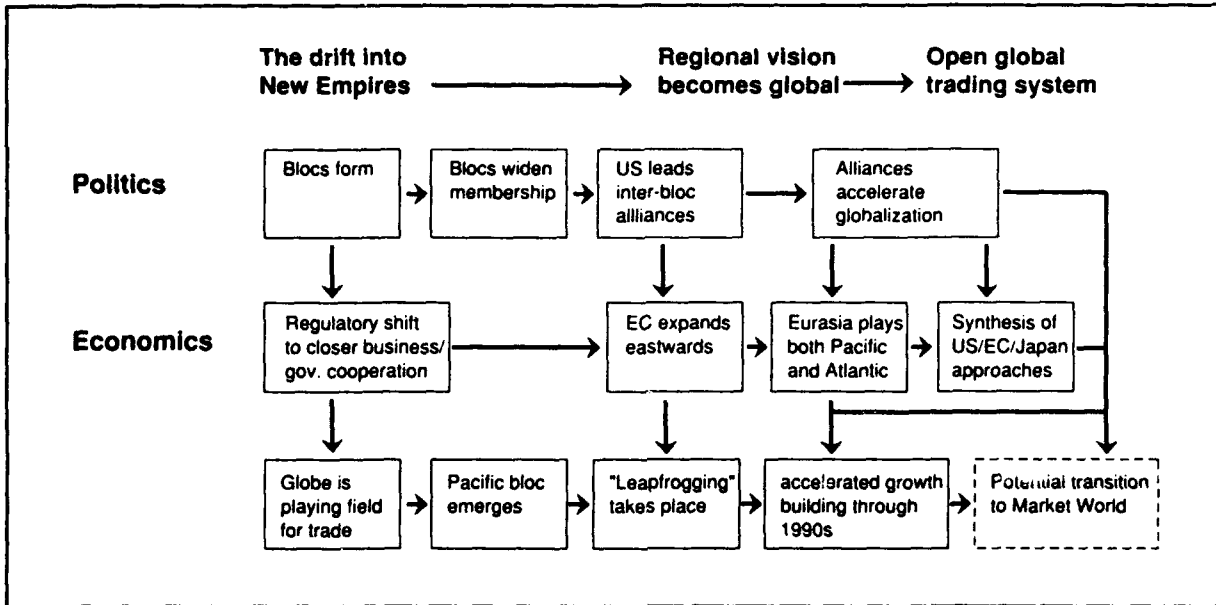 The drift into
New Empires
Regional vision
becomes global
Open global
trading system
Politics
Blocs form
Blocs widen
membership
US leads
inter-bloc
allliances
Alliances
accelerate
globalization
Economics
Regulatory shift
to closer business/
gov. cooperation
EC expands
eastwards
Eurasia plays
both Pacific
and Atlantic
Synthesis of
US/EC/Japan
approaches
Globe is
playing field
for trade
Pacific bloc
emerges
"Leapfrogging"
takes place
accelerated growth
building through
1990s
Potential transition
to Market World